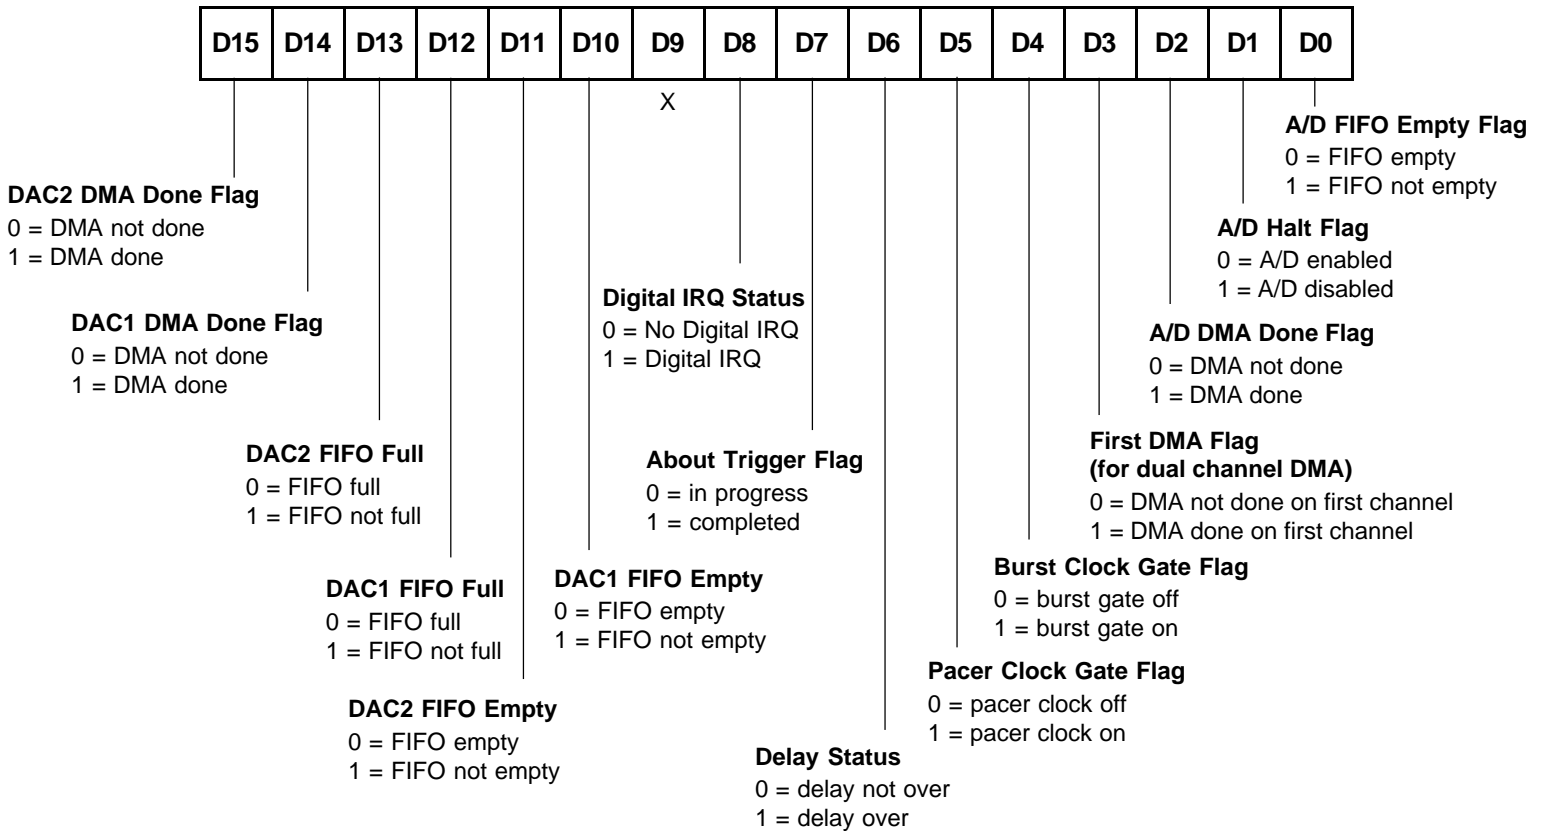 D15 D14 D13 D12 D11 D10 D9 D8 D7 D6 D5 D4 D3 D2 D1 D0
X
A/D FIFO Empty Flag
0 = FIFO empty
1 = FIFO not empty
DAC2 DMA Done Flag
0 = DMA not done
1 = DMA done
A/D Halt Flag
0 = A/D enabled
1 = A/D disabled
Digital IRQ Status
0 = No Digital IRQ
1 = Digital IRQ
DAC1 DMA Done Flag
0 = DMA not done
1 = DMA done
A/D DMA Done Flag
0 = DMA not done
1 = DMA done
DAC2 FIFO Full
0 = FIFO full
1 = FIFO not full
About Trigger Flag
0 = in progress
1 = completed
First DMA Flag
(for dual channel DMA)
0 = DMA not done on first channel
1 = DMA done on first channel
DAC1 FIFO Full
0 = FIFO full
1 = FIFO not full
DAC1 FIFO Empty
0 = FIFO empty
1 = FIFO not empty
Burst Clock Gate Flag
0 = burst gate off
1 = burst gate on
Pacer Clock Gate Flag
0 = pacer clock off
1 = pacer clock on
DAC2 FIFO Empty
0 = FIFO empty
1 = FIFO not empty
Delay Status
0 = delay not over
1 = delay over